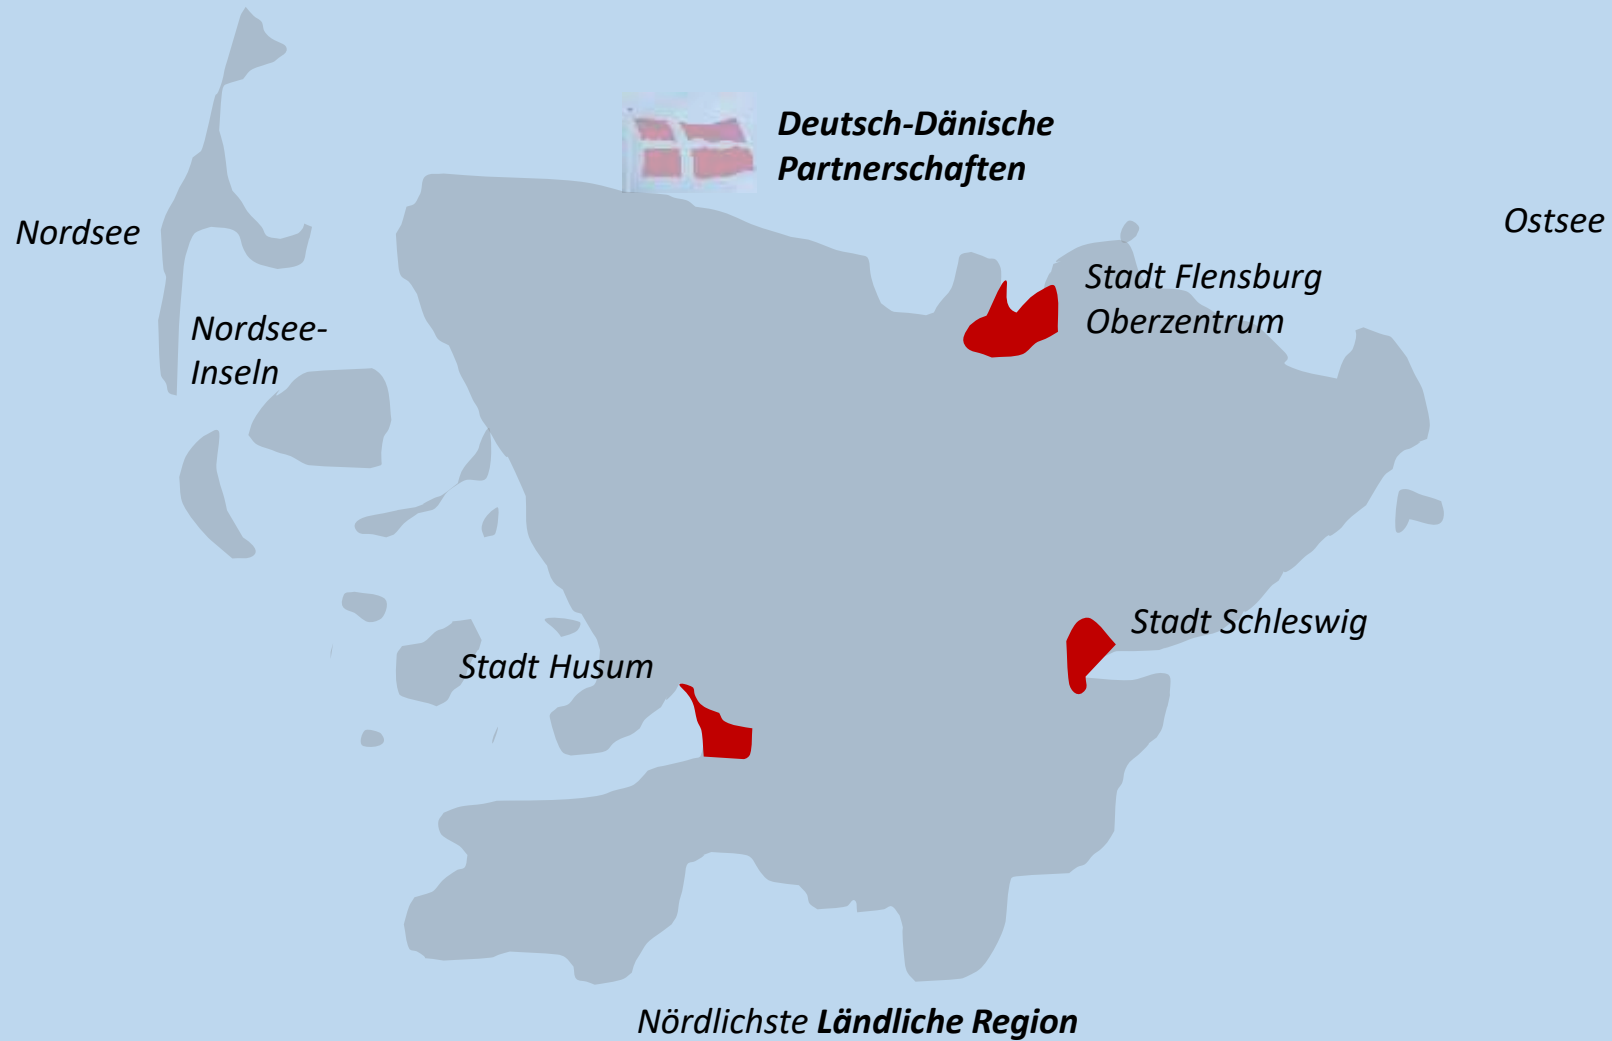 Deutsch-Dänische
Partnerschaften
Nordsee
Ostsee
Stadt Flensburg
Oberzentrum
Nordsee-
Inseln
Stadt Schleswig
Stadt Husum
Nördlichste Ländliche Region